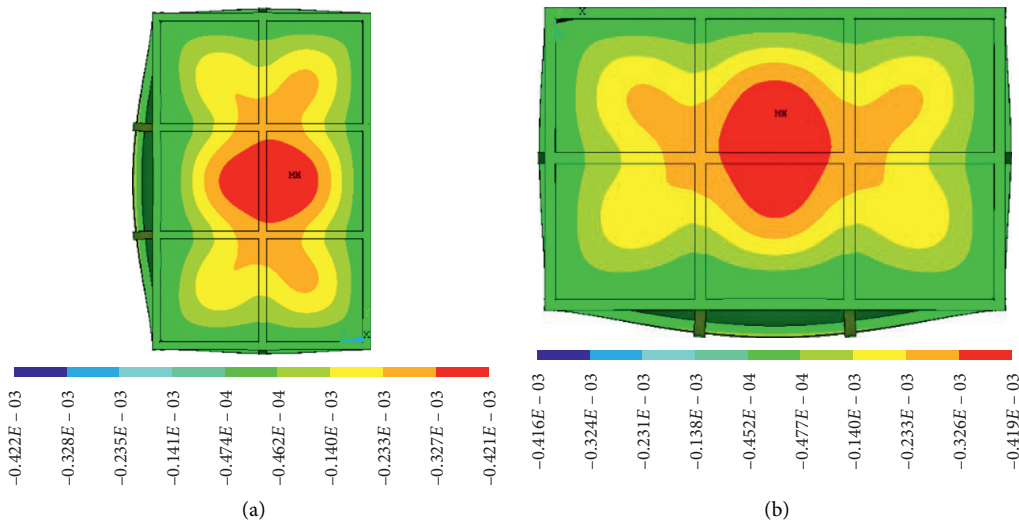 X
MX
MX
X
−0.422E − 03
−0.328E − 03
−0.235E − 03
−0.141E − 03
−0.474E − 04
−0.462E − 04
−0.140E − 03
−0.233E − 03
−0.327E − 03
−0.421E − 03
(a)
−0.416E − 03
−0.324E − 03
−0.231E − 03
−0.138E − 03
−0.452E − 04
−0.477E − 04
−0.140E − 03
−0.233E − 03
−0.326E − 03
−0.419E − 03
(b)